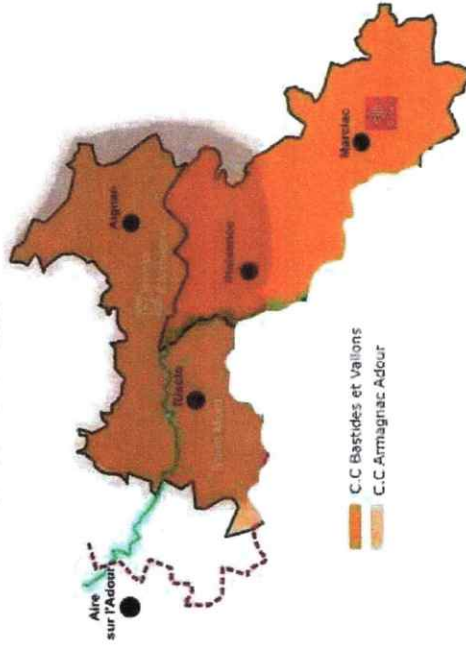 Aire
sur l'Adour
Aignan
Riscle
Plaisance
Marciac
C.C Bastides et Vallons
C.C Armagnac Adour